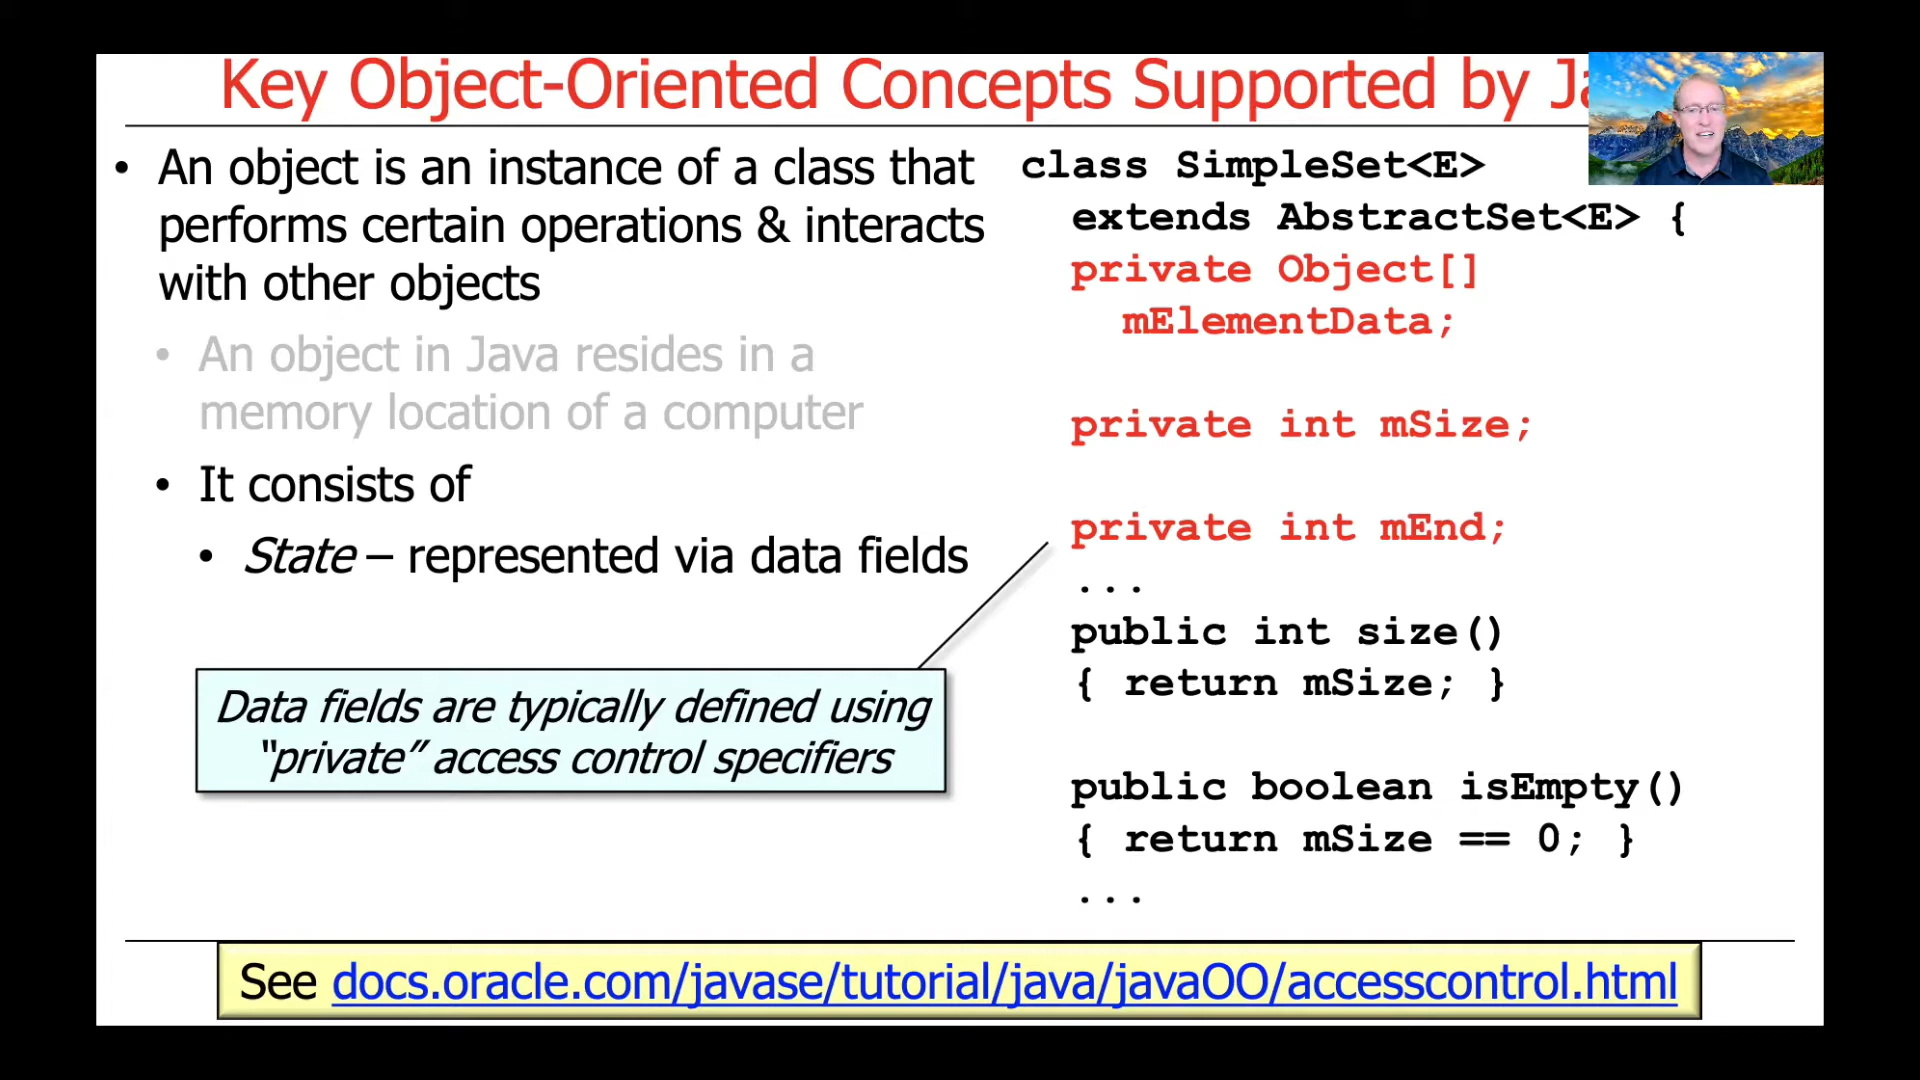 Key Object-Oriented Concepts Supported by Ja
• An object is an instance of a class that
performs certain operations & interacts
with other objects
• An object in Java resides in a
memory location of a computer
• It consists of
• State – represented via data fields
Data fields are typically defined using
“private” access control specifiers
class SimpleSet<E>
extends AbstractSet<E> {
private Object[]
mElementData;
private int mSize;
private int mEnd;
...
public int size()
{ return mSize; }
public boolean isEmpty()
{ return mSize == 0; }
...
See docs.oracle.com/javase/tutorial/java/javaOO/accesscontrol.html